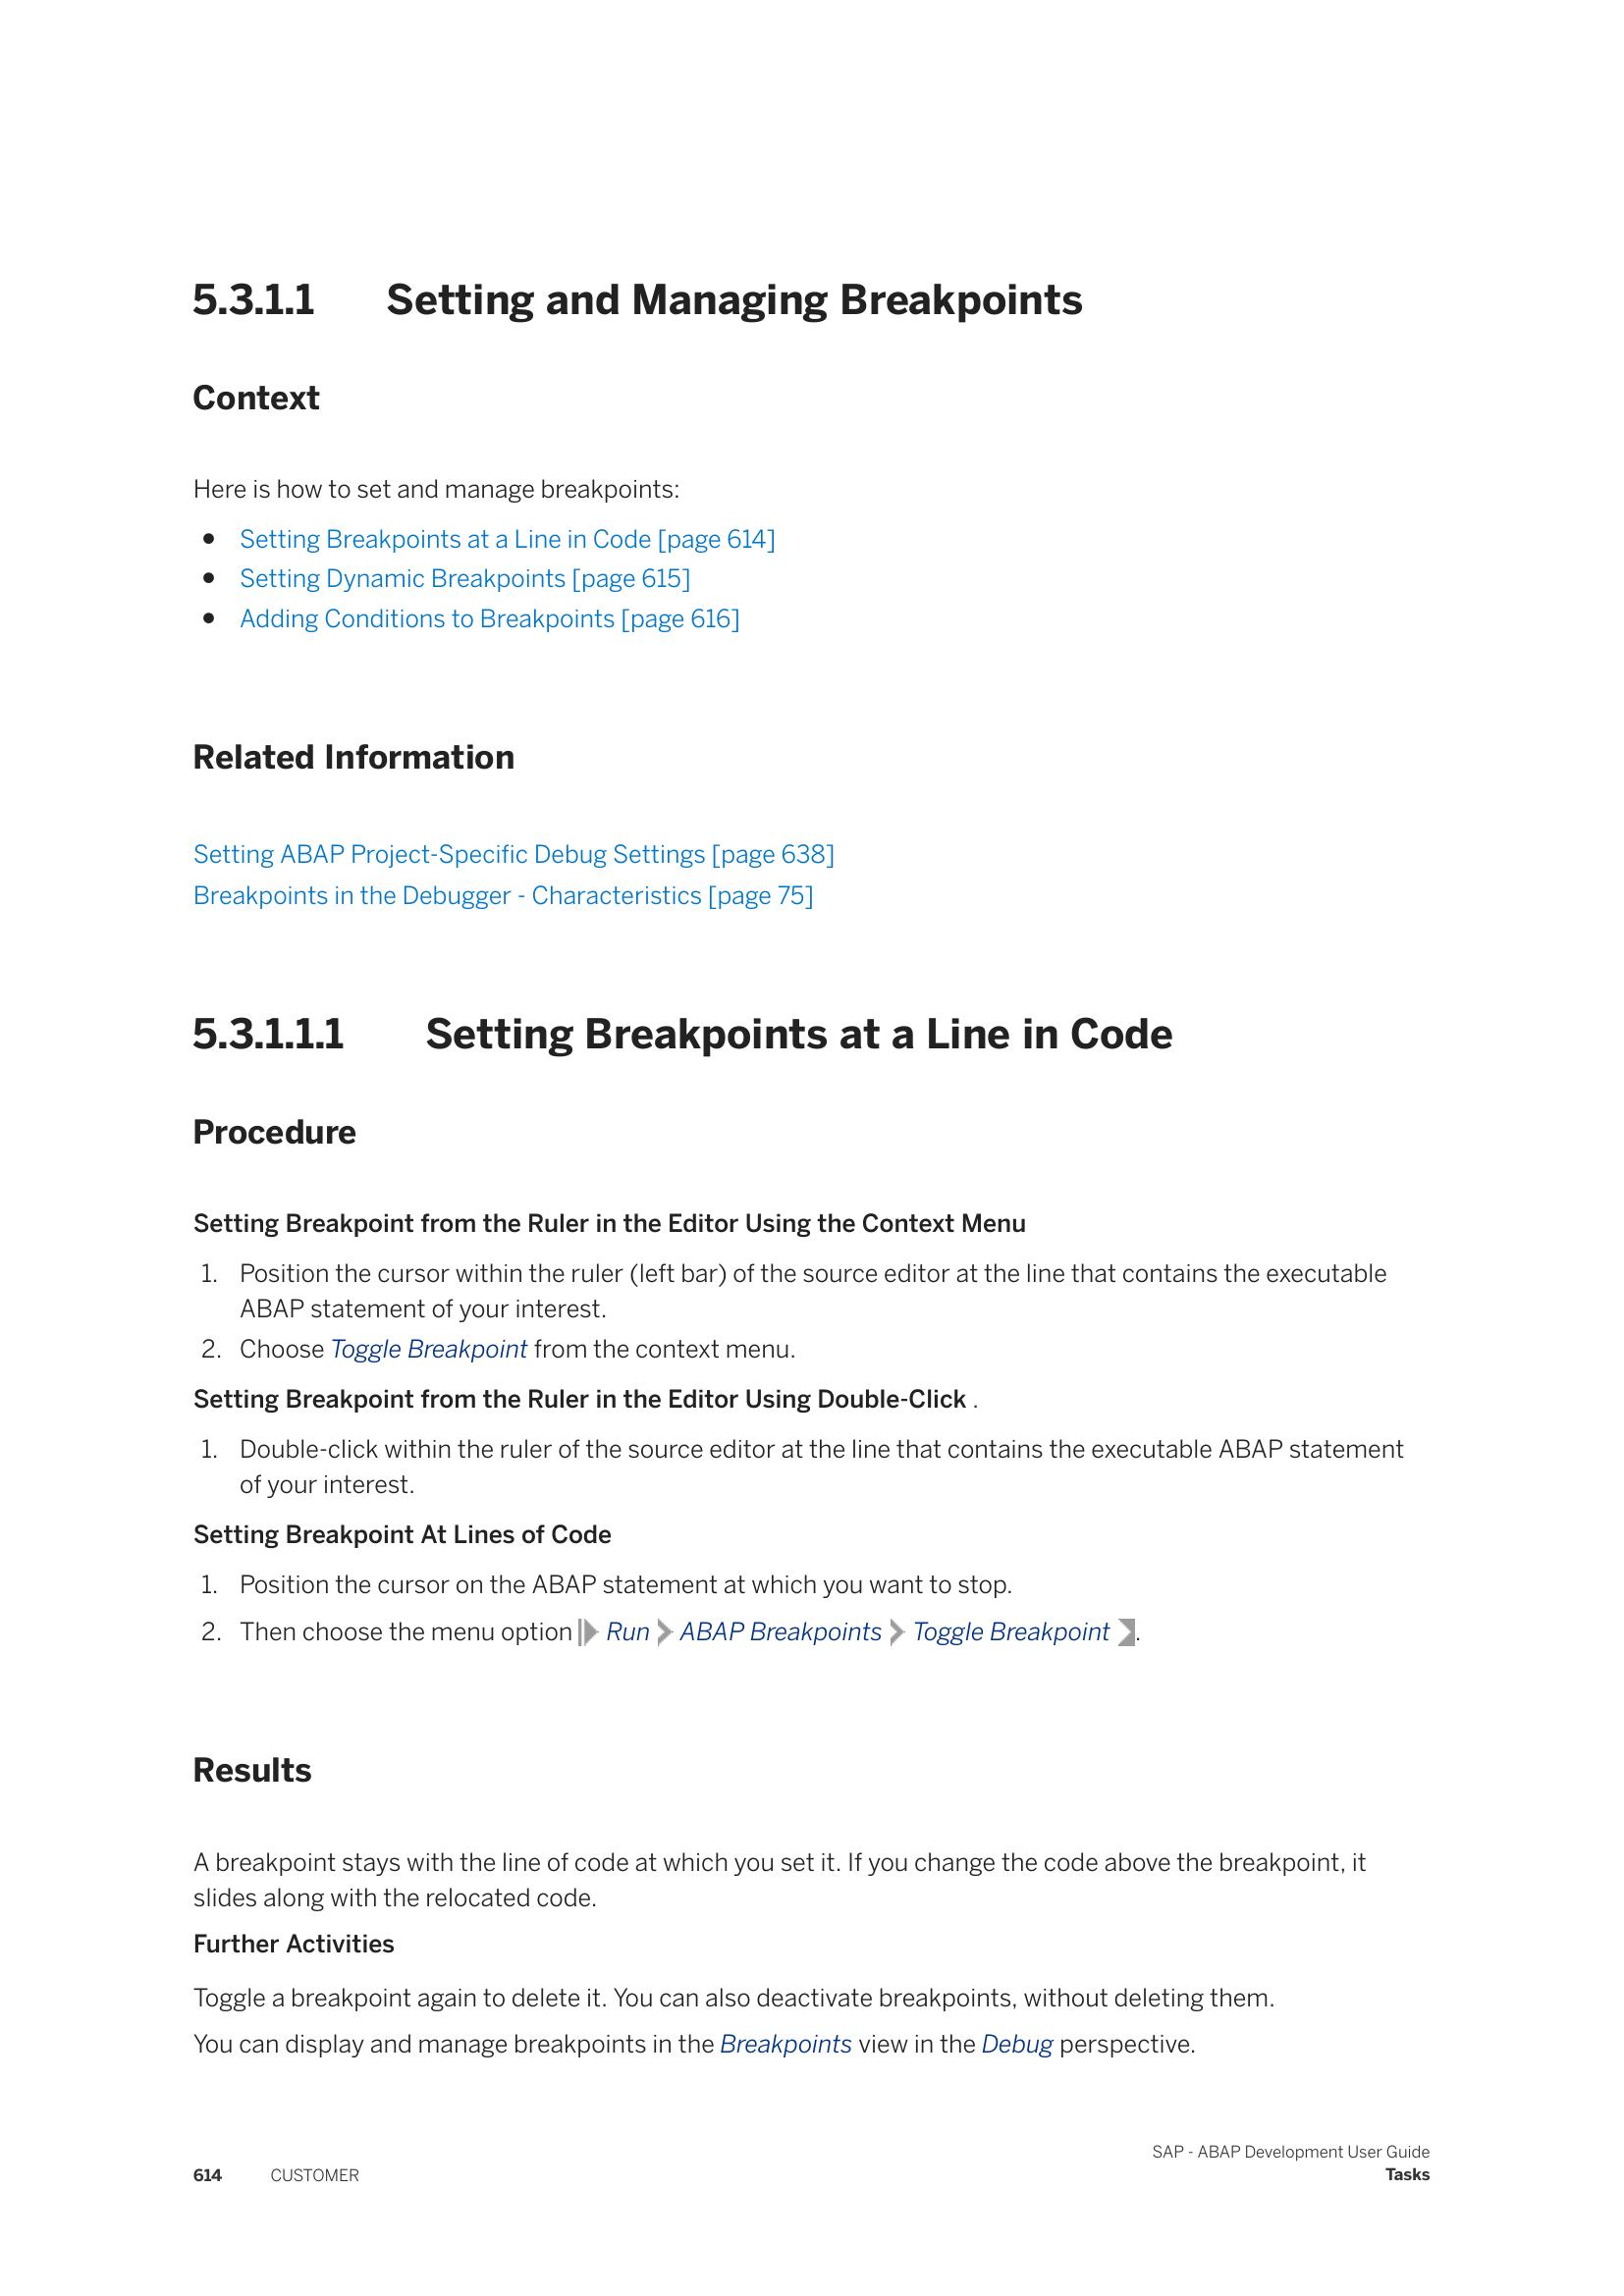 5.3.1.1 Setting and Managing Breakpoints
Context
Here is how to set and manage breakpoints:
● Setting Breakpoints at a Line in Code [page 614]
● Setting Dynamic Breakpoints [page 615]
● Adding Conditions to Breakpoints [page 616]
Related Information
Setting ABAP Project-Specific Debug Settings [page 638]
Breakpoints in the Debugger - Characteristics [page 75]
5.3.1.1.1 Setting Breakpoints at a Line in Code
Procedure
Setting Breakpoint from the Ruler in the Editor Using the Context Menu
1. Position the cursor within the ruler (left bar) of the source editor at the line that contains the executable
ABAP statement of your interest.
2. Choose Toggle Breakpoint from the context menu.
Setting Breakpoint from the Ruler in the Editor Using Double-Click .
1. Double-click within the ruler of the source editor at the line that contains the executable ABAP statement
of your interest.
Setting Breakpoint At Lines of Code
1. Position the cursor on the ABAP statement at which you want to stop.
2. Then choose the menu option Run ABAP Breakpoints Toggle Breakpoint .
Results
A breakpoint stays with the line of code at which you set it. If you change the code above the breakpoint, it
slides along with the relocated code.
Further Activities
Toggle a breakpoint again to delete it. You can also deactivate breakpoints, without deleting them.
You can display and manage breakpoints in the Breakpoints view in the Debug perspective.
SAP - ABAP Development User Guide
614 CUSTOMER Tasks